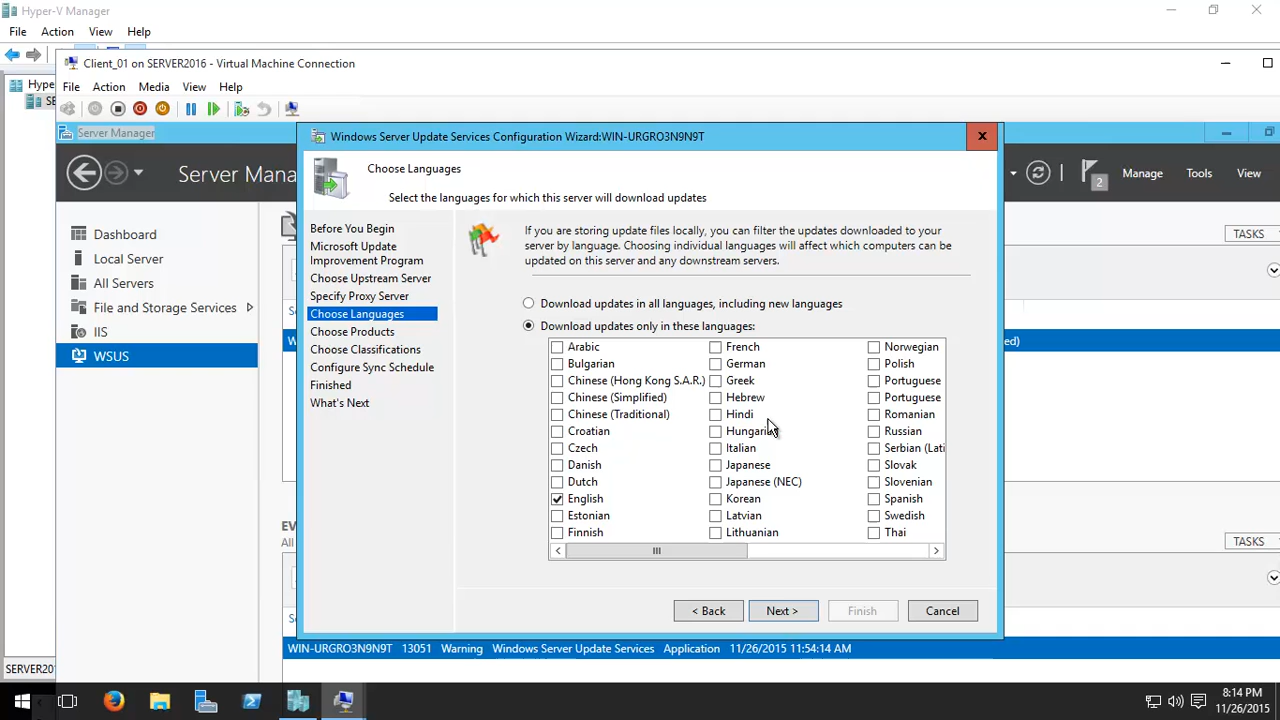 Hyper-V Manager
File Action View Help
Client_01 on SERVER2016 - Virtual Machine Connection
Hype
SE
File Action Media View Help
Server Manager
Windows Server Update Services Configuration Wizard:WIN-URGRO3N9N9T
Server Mana
2
Manage Tools View
Choose Languages
Select the languages for which this server will download updates
Dashboard
Local Server
All Servers
File and Storage Services
IIS
WSUS
Before You Begin
Microsoft Update
Improvement Program
Choose Upstream Server
Specify Proxy Server
Choose Languages
Choose Products
Choose Classifications
Configure Sync Schedule
Finished
What's Next
If you are storing update files locally, you can filter the updates downloaded to your
server by language. Choosing individual languages will affect which computers can be
updated on this server and any downstream servers.
Download updates in all languages, including new languages
Download updates only in these languages:
Arabic French Norwegian
Bulgarian German Polish
Chinese (Hong Kong S.A.R.) Greek Portuguese
Chinese (Simplified) Hebrew Portuguese
Chinese (Traditional) Hindi Romanian
Croatian Hungarian Russian
Czech Italian Serbian (Lati
Danish Japanese Slovak
Dutch Japanese (NEC) Slovenian
English Korean Spanish
Estonian Latvian Swedish
Finnish Lithuanian Thai
< Back Next > Finish Cancel
TASKS
ed)
EV
All
TASKS
WIN-URGRO3N9N9T 13051 Warning Windows Server Update Services Application 11/26/2015 11:54:14 AM
SERVER201
8:14 PM
11/26/2015